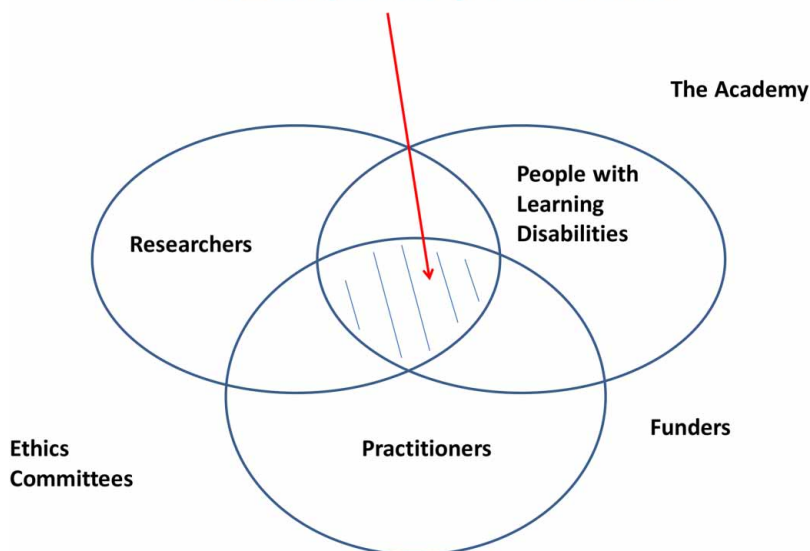 The Academy
People with
Learning
Disabilities
Researchers
Funders
Practitioners
Ethics
Committees